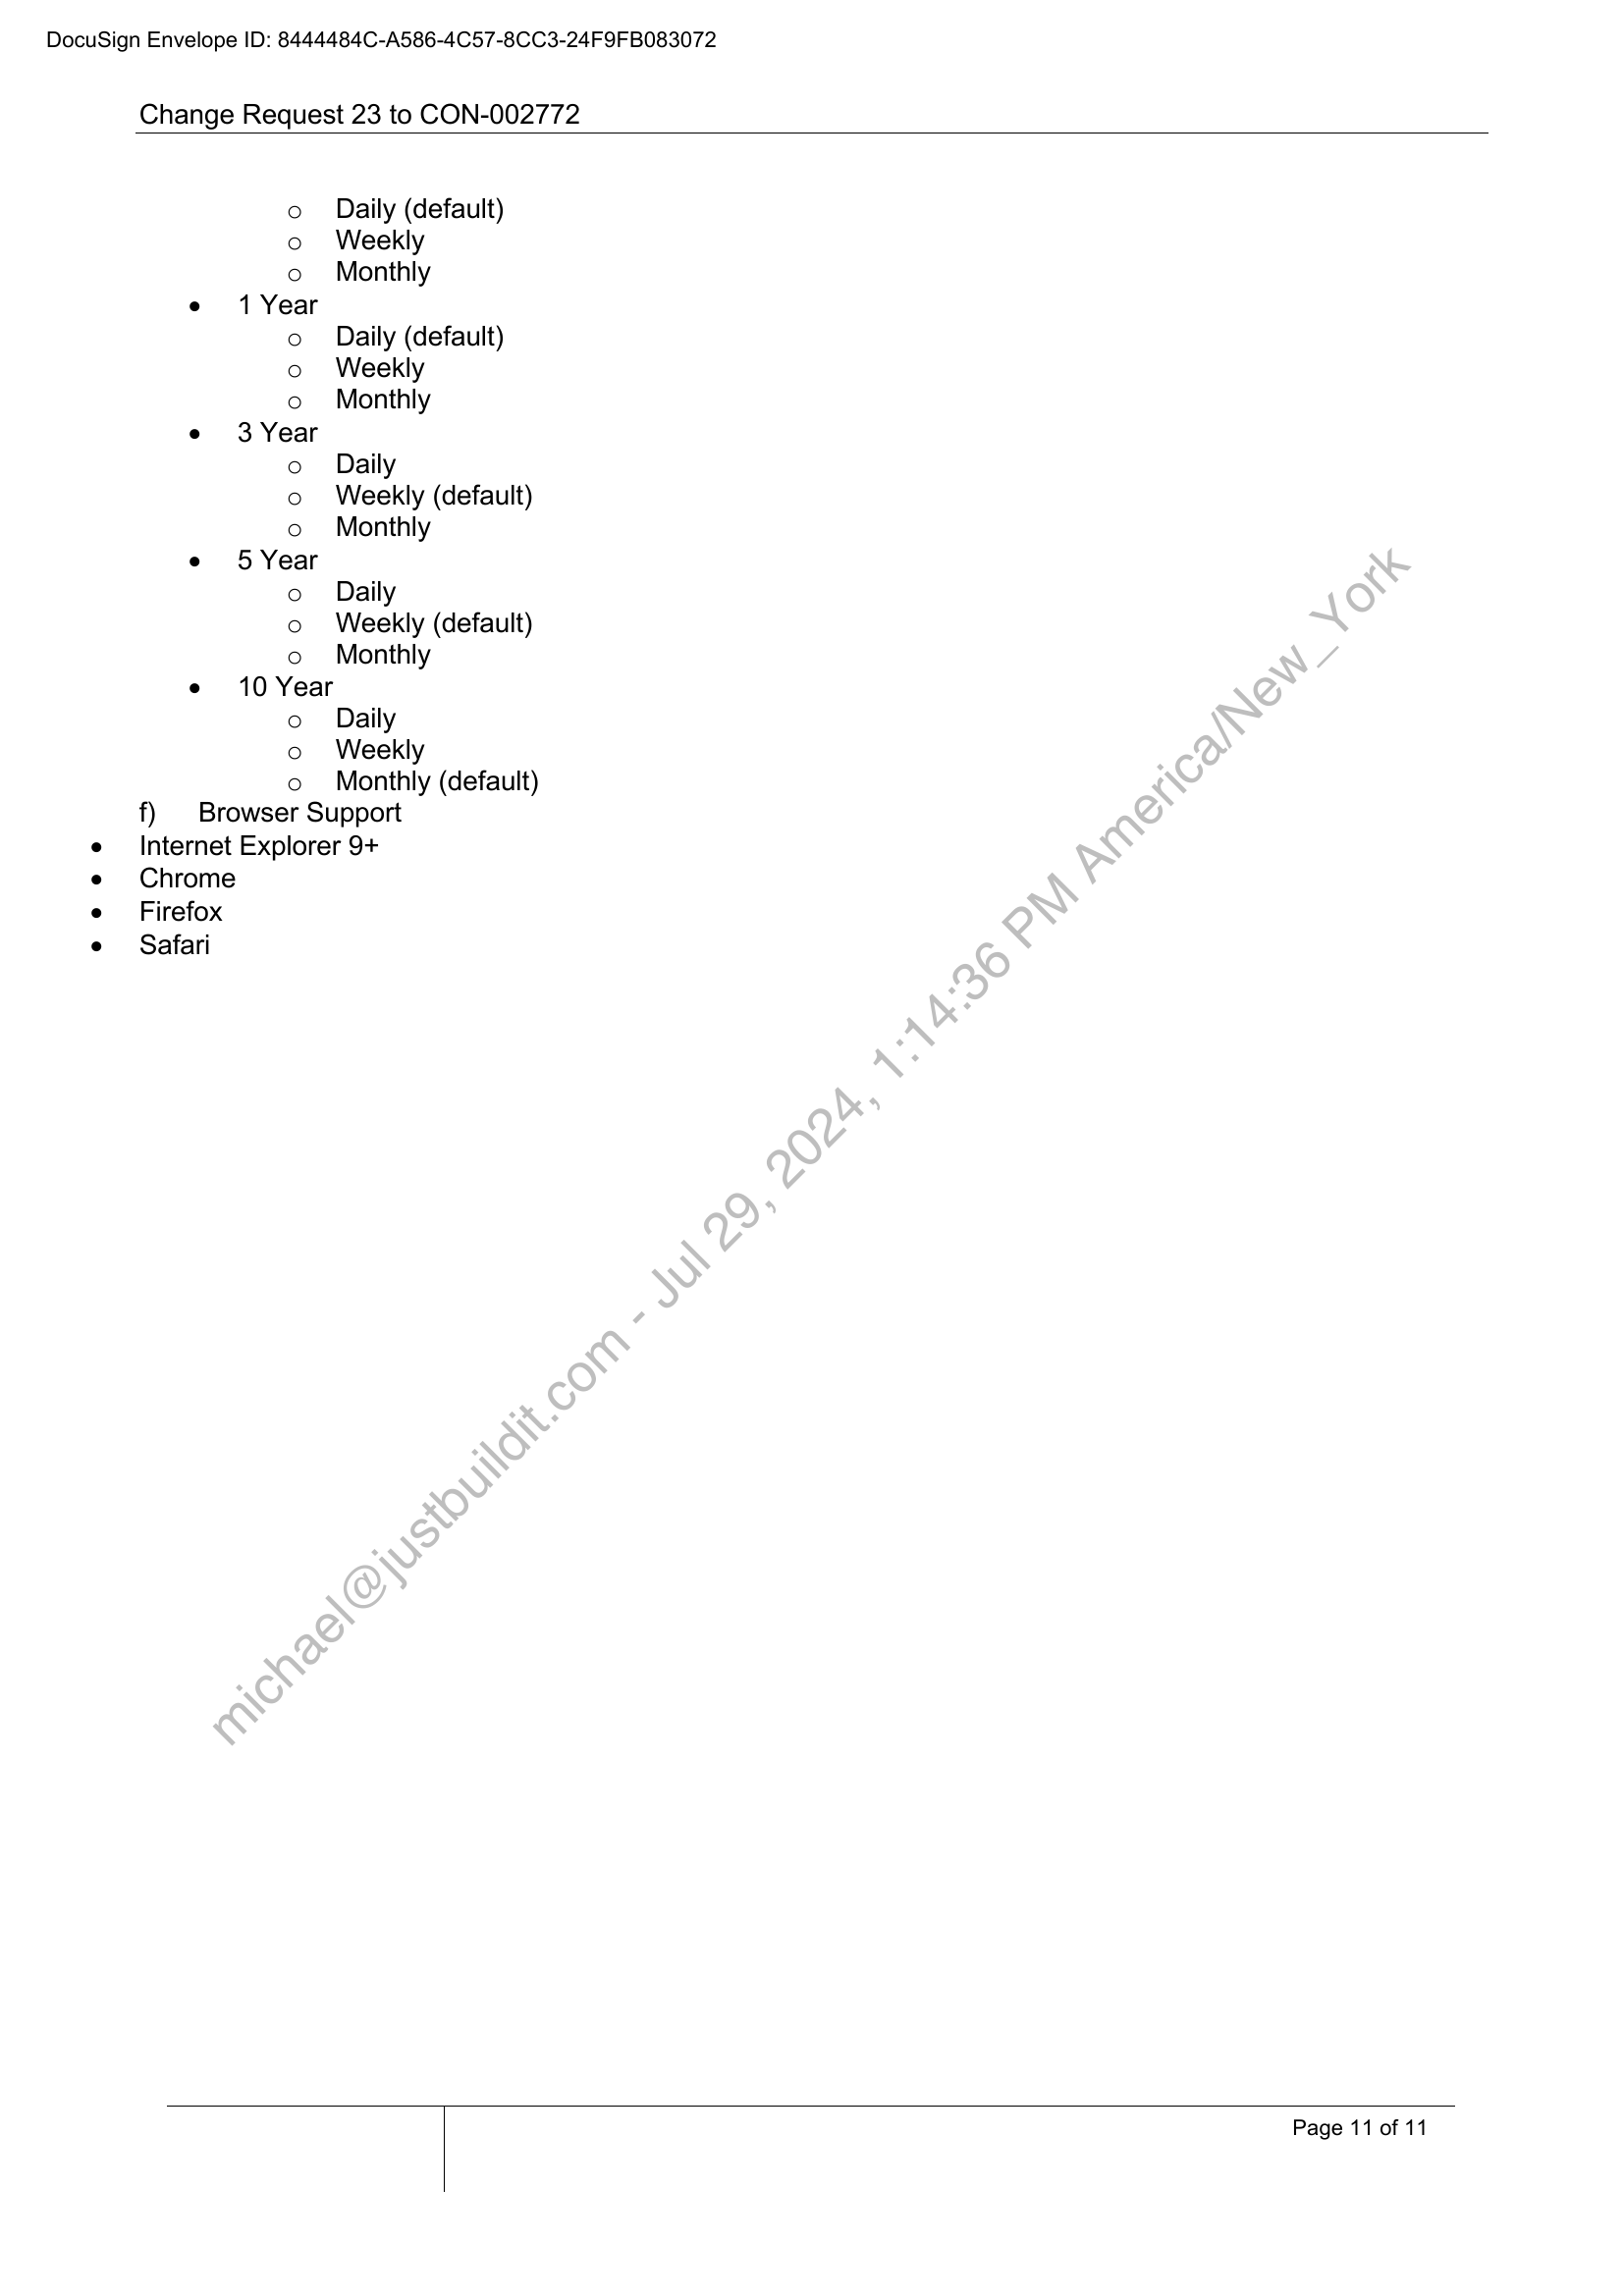 DocuSign Envelope ID: 8444484C-A586-4C57-8CC3-24F9FB083072
Change Request 23 to CON-002772
o Daily (default)
o Weekly
o Monthly
• 1 Year
o Daily (default)
o Weekly
o Monthly
• 3 Year
o Daily
o Weekly (default)
o Monthly
• 5 Year
o Daily
o Weekly (default)
o Monthly
• 10 Year
o Daily
o Weekly
o Monthly (default)
f) Browser Support
• Internet Explorer 9+
• Chrome
• Firefox
• Safari
michael@justbuildit.com - Jul 29, 2024, 1:14:36 PM America/New_York
Page 11 of 11